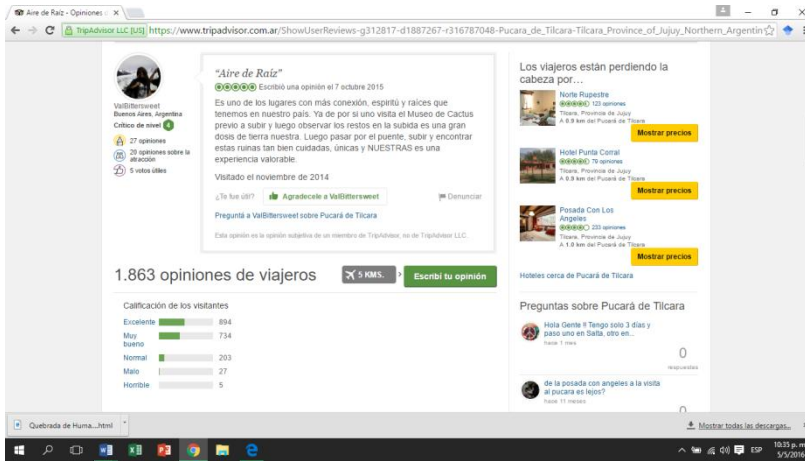 Aire de Raíz - Opiniones
TripAdvisor LLC [US]
https://www.tripadvisor.com.ar/ShowUserReviews-g312817-d1887267-r316787048-Pucara_de_Tilcara-Tilcara_Province_of_Jujuy_Northern_Argentin
ValBittersweet
Buenos Aires, Argentina
Crítico de nivel 4
27 opiniones
20 opiniones sobre la
atracción
5 votos útiles
"Aire de Raíz"
Escribió una opinión el 7 octubre 2015
Es uno de los lugares con más conexión, espíritu y raíces que
tenemos en nuestro país. Ya de por si uno visita el Museo de Cactus
previo a subir y luego observar los restos en la subida es una gran
dosis de tierra nuestra. Luego pasar por el puente, subir y encontrar
estas ruinas tan bien cuidadas, únicas y NUESTRAS es una
experiencia valorable.
Visitado el noviembre de 2014
¿Te fue útil?
Agradecele a ValBittersweet
Denunciar
Preguntá a ValBittersweet sobre Pucará de Tilcara
Esta opinión es la opinión subjetiva de un miembro de TripAdvisor, no de TripAdvisor LLC.
1.863 opiniones de viajeros
5 KMS.
Escribí tu opinión
Calificación de los visitantes
Excelente 894
Muy
bueno 734
Normal 203
Malo 27
Horrible 5
Los viajeros están perdiendo la
cabeza por…
Norte Rupestre
123 opiniones
Tilcara, Provincia de Jujuy
A 0.9 km del Pucará de Tilcara
Mostrar precios
Hotel Punta Corral
70 opiniones
Tilcara, Provincia de Jujuy
A 0.9 km del Pucará de Tilcara
Mostrar precios
Posada Con Los
Angeles
233 opiniones
Tilcara, Provincia de Jujuy
A 1.0 km del Pucará de Tilcara
Mostrar precios
Hoteles cerca de Pucará de Tilcara
Preguntas sobre Pucará de Tilcara
Hola Gente !! Tengo solo 3 días y
paso uno en Salta, otro en...
hace 1 mes
0
respuestas
de la posada con angeles a la visita
al pucara es lejos?
hace 11 meses
Quebrada de Huma....html
Mostrar todas las descargas...
ESP
10:35 p. m.
5/5/2016